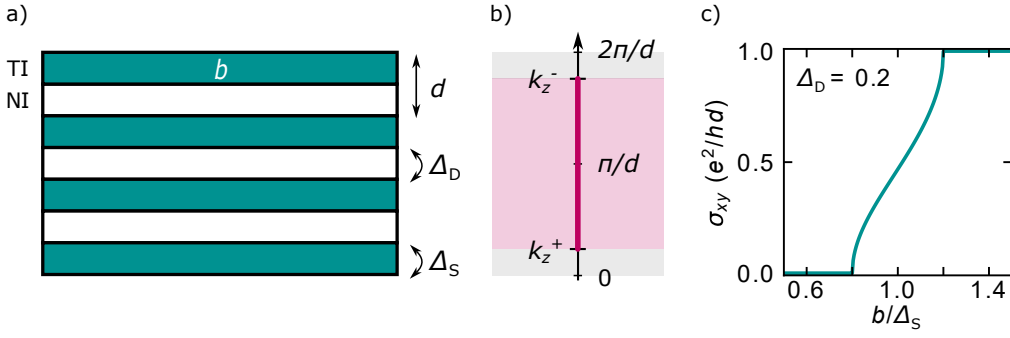 a)
TI
NI
b
d
Δ_D
Δ_S
b)
2π/d
k_z^-
π/d
k_z^+
0
c)
σ_xy (e²/hd)
1.0
0.5
0.0
Δ_D = 0.2
0.6
1.0
1.4
b/Δ_S